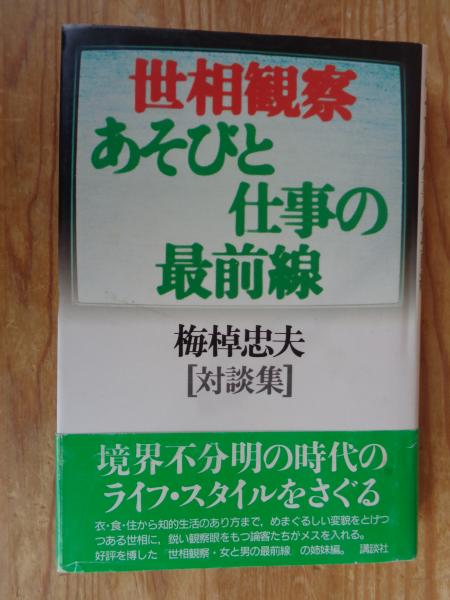 世相観察
あそびと
仕事の
最前線
梅棹忠夫
[対談集]
境界不分明の時代の
ライフ・スタイルをさぐる
衣・食・住から知的生活のあり方まで，めまぐるしい変貌をとげつ
つある世相に，鋭い観察眼をもつ論客たちがメスを入れる。
好評を博した「世相観察・女と男の最前線」の姉妹編。 講談社